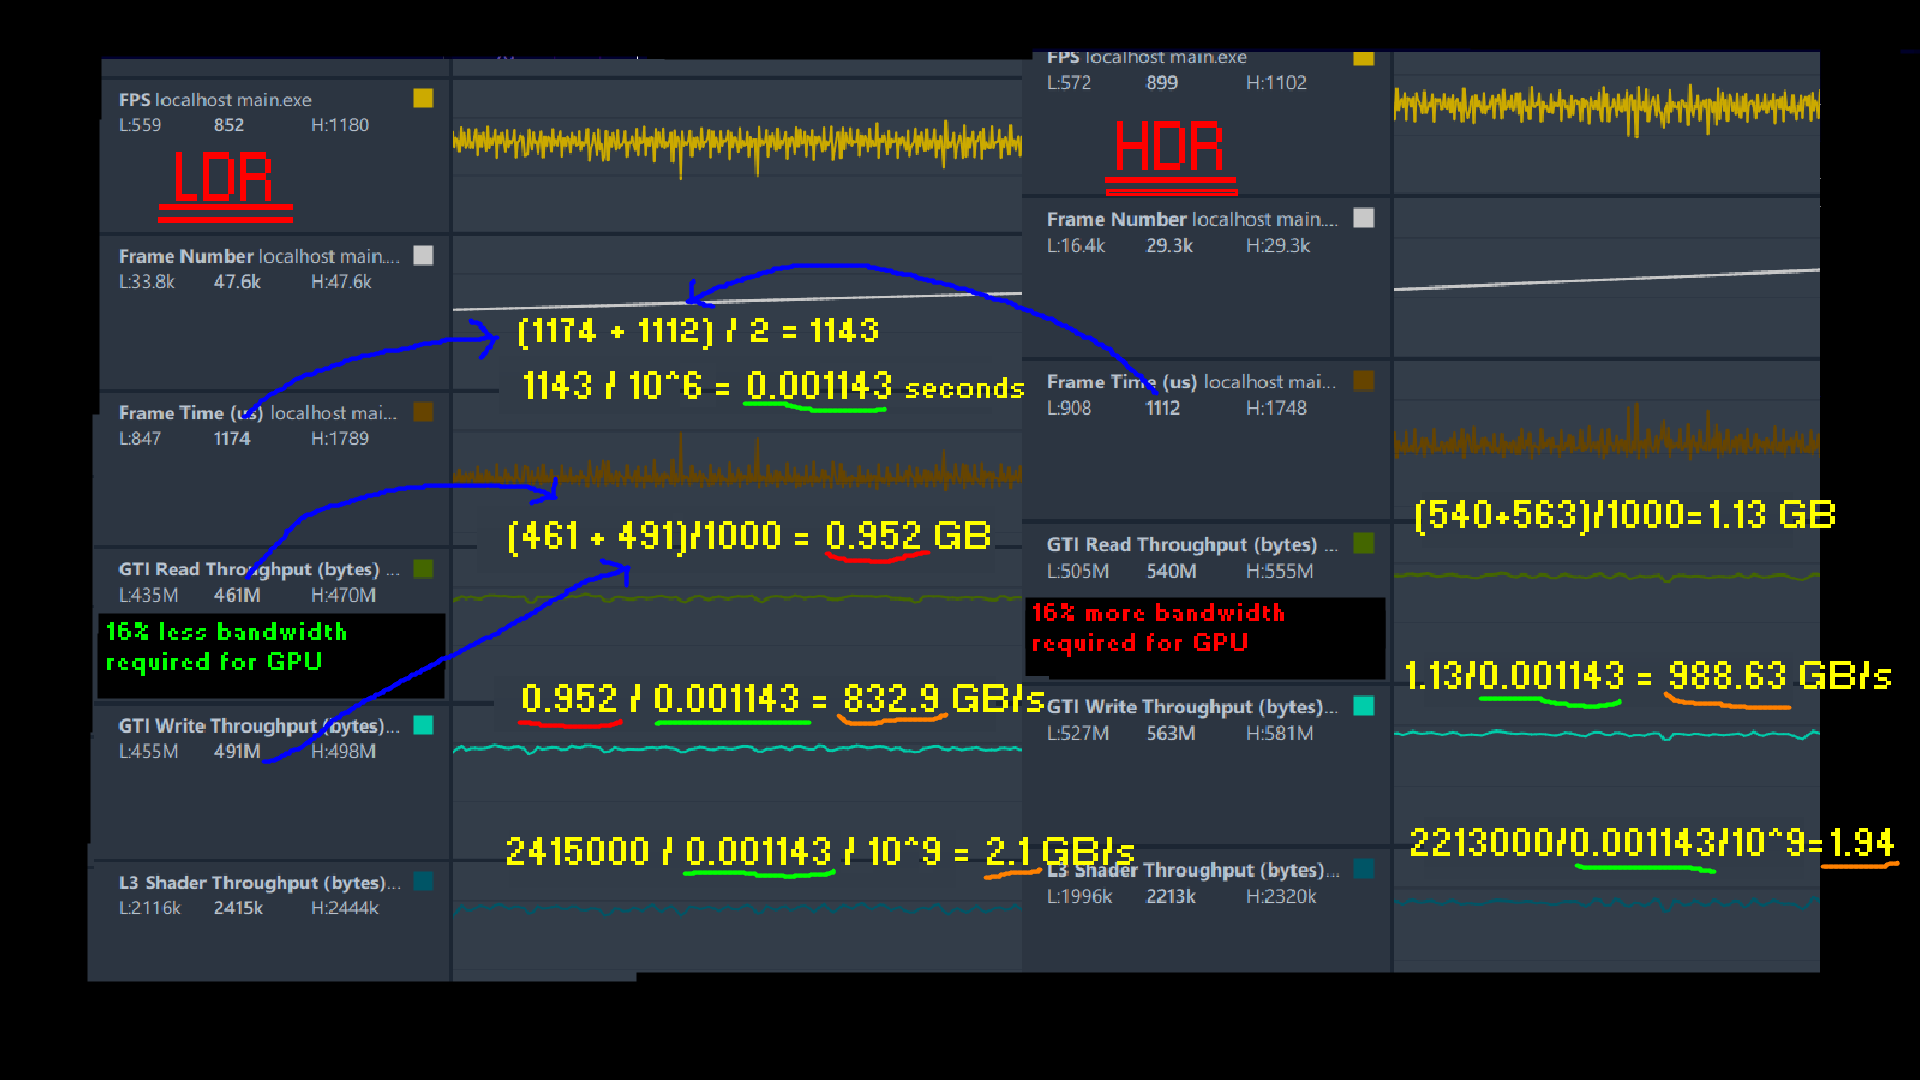 FPS localhost main.exe
L:559 852 H:1180
LDR
Frame Number localhost main....
L:33.8k 47.6k H:47.6k
(1174 + 1112) / 2 = 1143
1143 / 10^6 = 0.001143 seconds
Frame Time (us) localhost mai...
L:847 1174 H:1789
(461 + 491)/1000 = 0.952 GB
GTI Read Throughput (bytes) ...
L:435M 461M H:470M
16% less bandwidth
required for GPU
0.952 / 0.001143 = 832.9 GB/s
GTI Write Throughput (bytes)...
L:455M 491M H:498M
2415000 / 0.001143 / 10^9 = 2.1 GB/s
L3 Shader Throughput (bytes)...
L:2116k 2415k H:2444k
FPS localhost main.exe
L:572 899 H:1102
HDR
Frame Number localhost main....
L:16.4k 29.3k H:29.3k
Frame Time (us) localhost mai...
L:908 1112 H:1748
(540+563)/1000=1.13 GB
GTI Read Throughput (bytes) ...
L:505M 540M H:555M
16% more bandwidth
required for GPU
1.13/0.001143 = 988.63 GB/s
GTI Write Throughput (bytes)...
L:527M 563M H:581M
2213000/0.001143/10^9=1.94
L3 Shader Throughput (bytes)...
L:1996k 2213k H:2320k